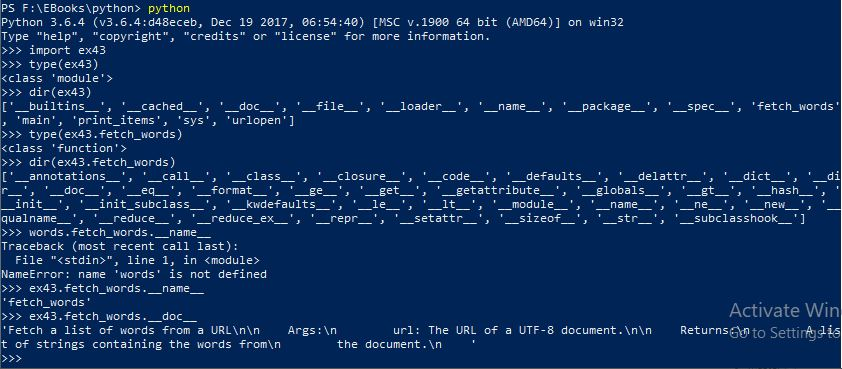 PS F:\EBooks\python> python
Python 3.6.4 (v3.6.4:d48eceb, Dec 19 2017, 06:54:40) [MSC v.1900 64 bit (AMD64)] on win32
Type "help", "copyright", "credits" or "license" for more information.
>>> import ex43
>>> type(ex43)
<class 'module'>
>>> dir(ex43)
['__builtins__', '__cached__', '__doc__', '__file__', '__loader__', '__name__', '__package__', '__spec__', 'fetch_words'
, 'main', 'print_items', 'sys', 'urlopen']
>>> type(ex43.fetch_words)
<class 'function'>
>>> dir(ex43.fetch_words)
['__annotations__', '__call__', '__class__', '__closure__', '__code__', '__defaults__', '__delattr__', '__dict__', '__di
r__', '__doc__', '__eq__', '__format__', '__ge__', '__get__', '__getattribute__', '__globals__', '__gt__', '__hash__', '
__init__', '__init_subclass__', '__kwdefaults__', '__le__', '__lt__', '__module__', '__name__', '__ne__', '__new__', '__
qualname__', '__reduce__', '__reduce_ex__', '__repr__', '__setattr__', '__sizeof__', '__str__', '__subclasshook__']
>>> words.fetch_words.__name__
Traceback (most recent call last):
  File "<stdin>", line 1, in <module>
NameError: name 'words' is not defined
>>> ex43.fetch_words.__name__
'fetch_words'
>>> ex43.fetch_words.__doc__
'Fetch a list of words from a URL\n\n    Args:\n        url: The URL of a UTF-8 document.\n\n    Returns:\n        A lis
t of strings containing the words from\n        the document.\n    '
>>>
Activate Win
Go to Settings to